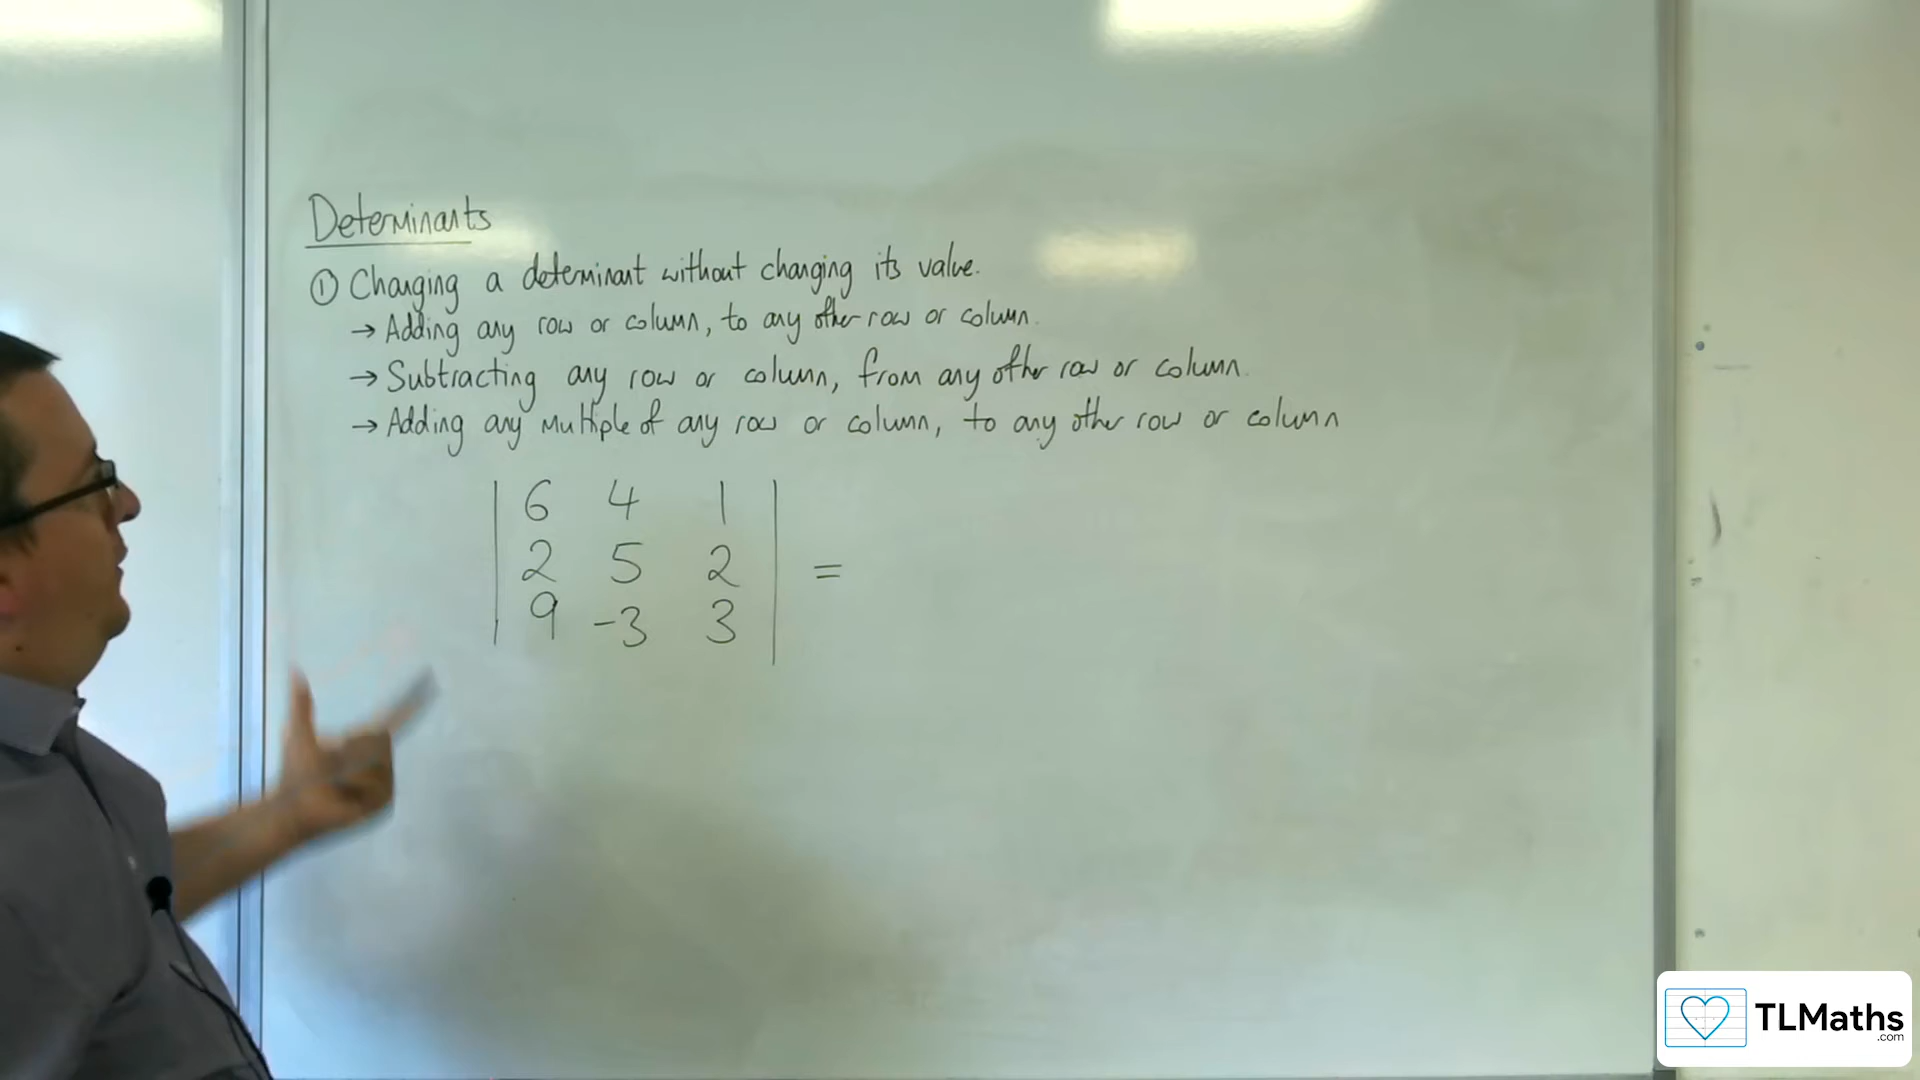 Determinants
① Changing a determinant without changing its value.
→ Adding any row or column, to any other row or column.
→ Subtracting any row or column, from any other row or column.
→ Adding any multiple of any row or column, to any other row or column
| 6 4 1 |
| 2 5 2 | =
| 9 -3 3 |
TLMaths
.com